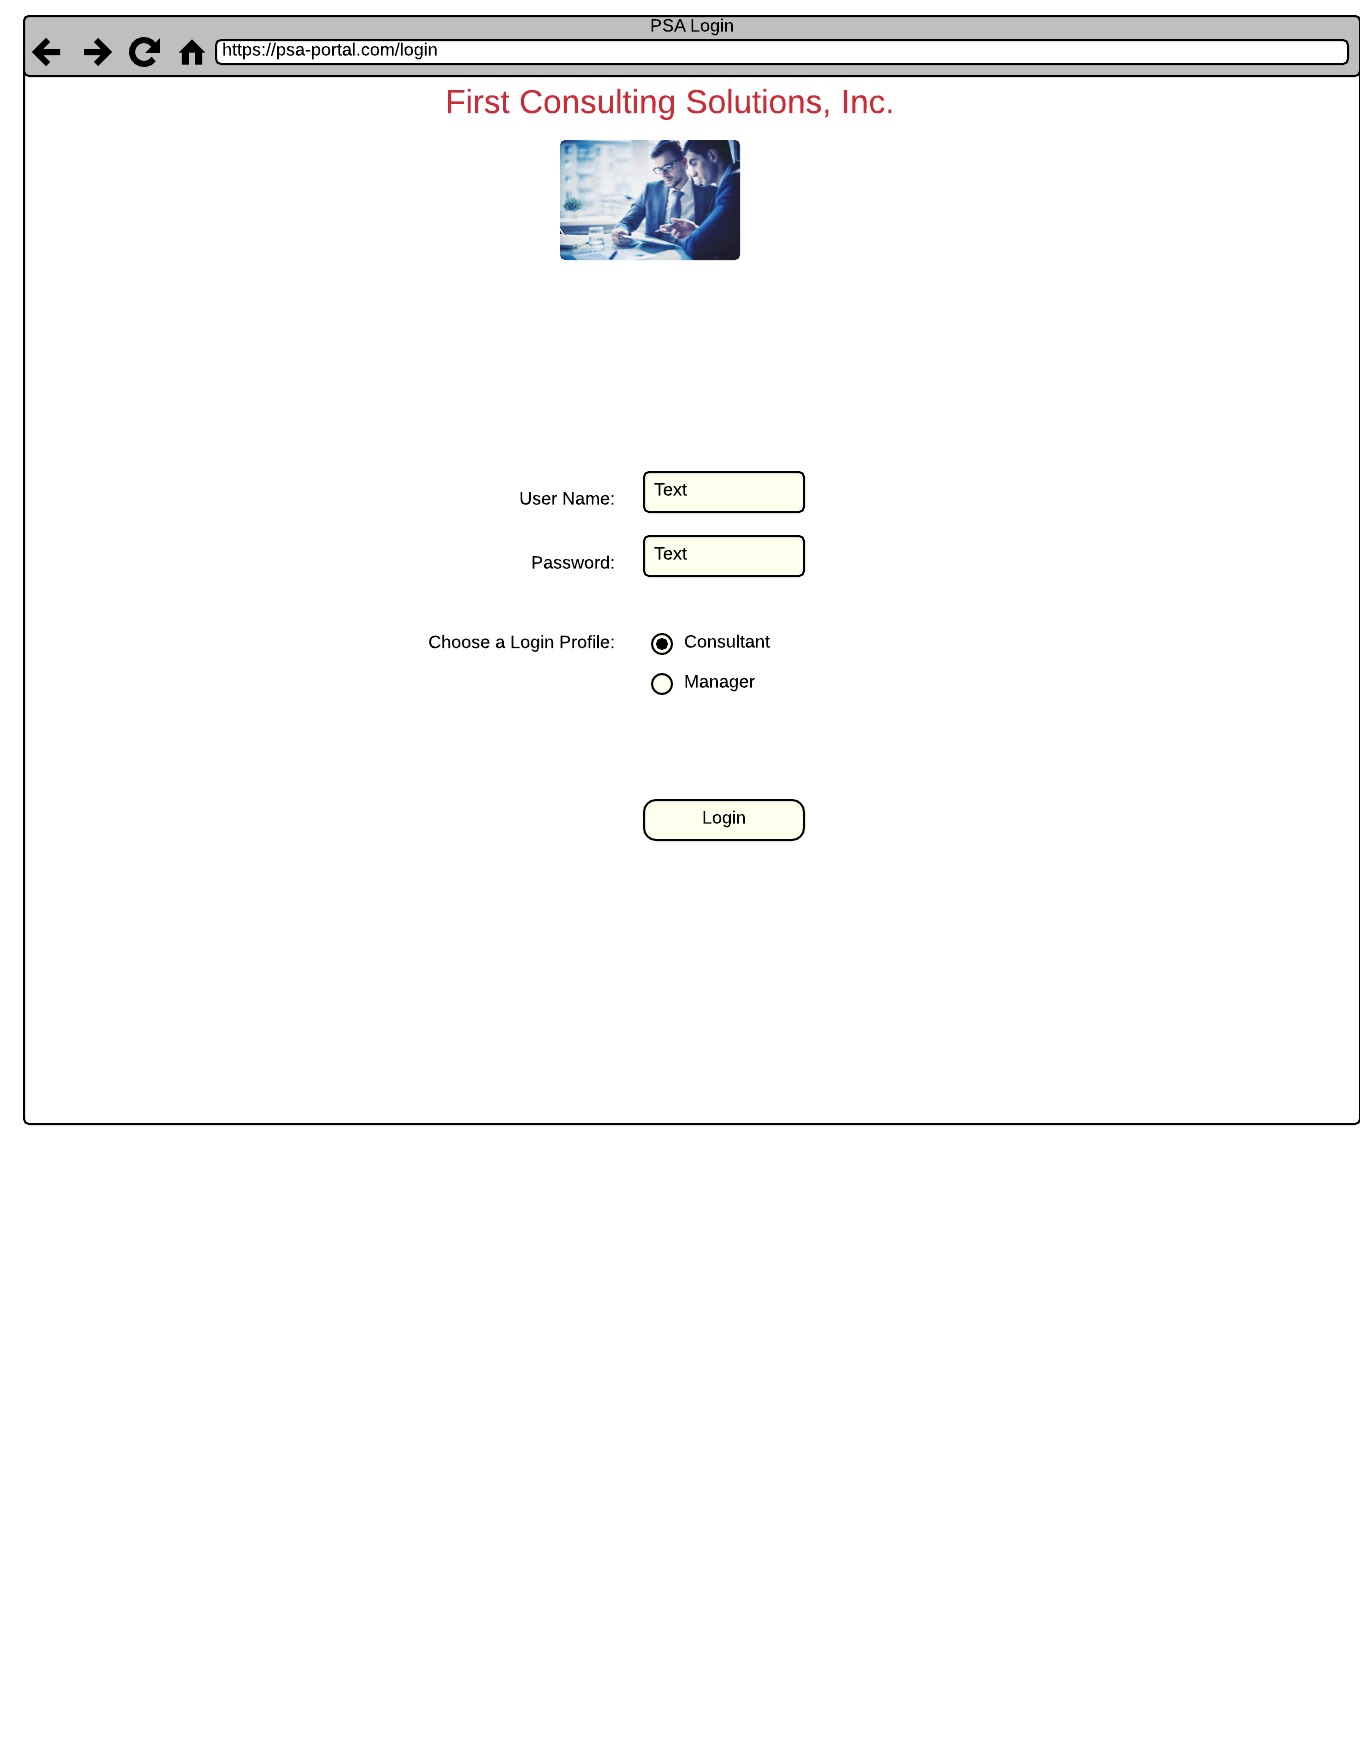 PSA Login
https://psa-portal.com/login
First Consulting Solutions, Inc.
User Name:
Text
Password:
Text
Choose a Login Profile:
Consultant
Manager
Login